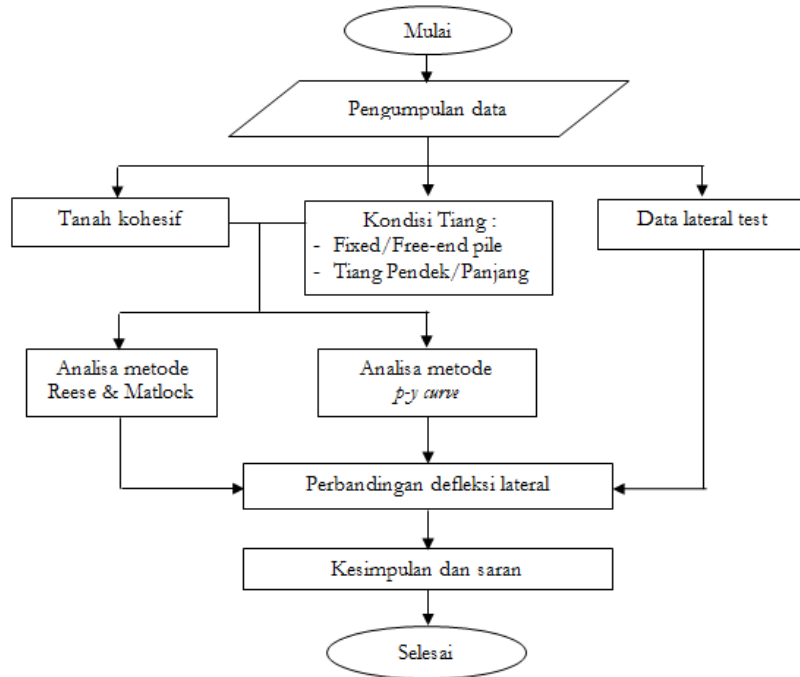 Mulai
Pengumpulan data
Tanah kohesif
Kondisi Tiang :
- Fixed/Free-end pile
- Tiang Pendek/Panjang
Data lateral test
Analisa metode
Reese & Matlock
Analisa metode
p-y curve
Perbandingan defleksi lateral
Kesimpulan dan saran
Selesai